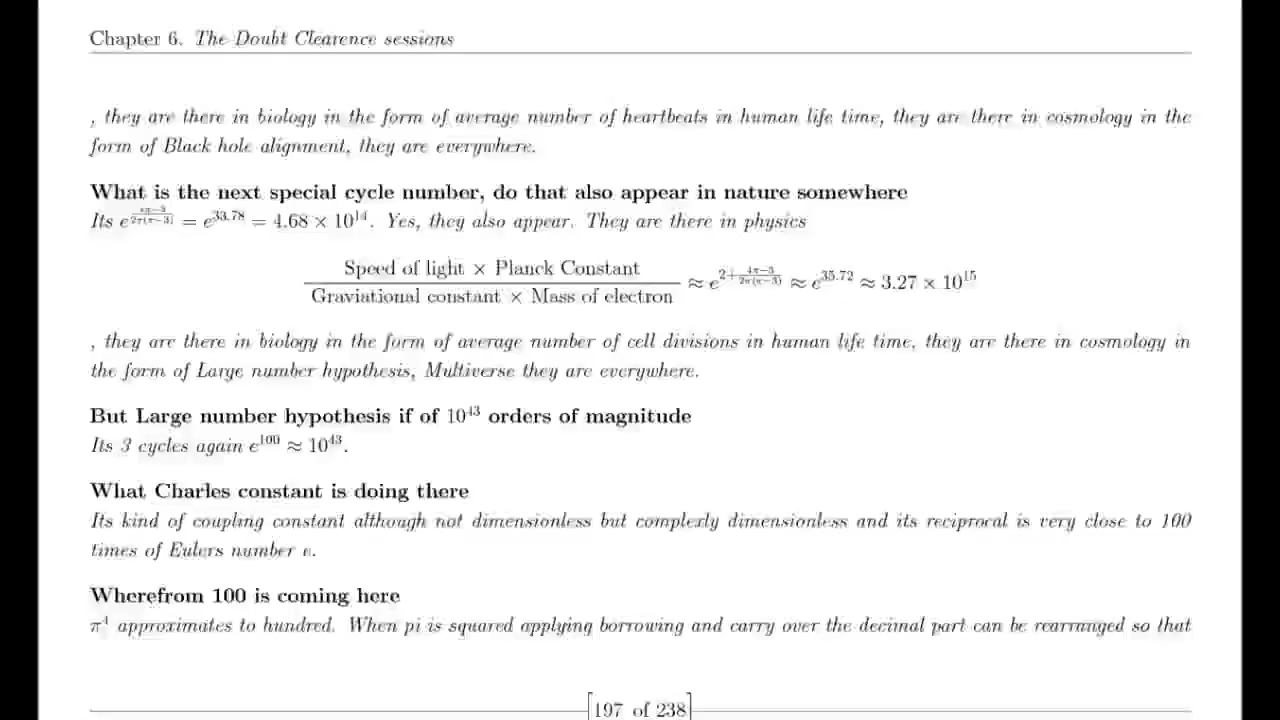 Chapter 6. The Doubt Clearence sessions
, they are there in biology in the form of average number of heartbeats in human life time, they are there in cosmology in the
form of Black hole alignment, they are everywhere.
What is the next special cycle number, do that also appear in nature somewhere
Its e^(π−3)/(2π(π−3)) = e^33.78 = 4.68 × 10^14. Yes, they also appear. They are there in physics
Speed of light × Planck Constant
Graviational constant × Mass of electron ≈ e^2+(4π−3)/(2π(π−3)) ≈ e^35.72 ≈ 3.27 × 10^15
, they are there in biology in the form of average number of cell divisions in human life time, they are there in cosmology in
the form of Large number hypothesis, Multiverse they are everywhere.
But Large number hypothesis if of 10^43 orders of magnitude
Its 3 cycles again e^100 ≈ 10^43.
What Charles constant is doing there
Its kind of coupling constant although not dimensionless but complexly dimensionless and its reciprocal is very close to 100
times of Eulers number e.
Wherefrom 100 is coming here
π^4 approximates to hundred. When pi is squared applying borrowing and carry over the decimal part can be rearranged so that
[197 of 238]